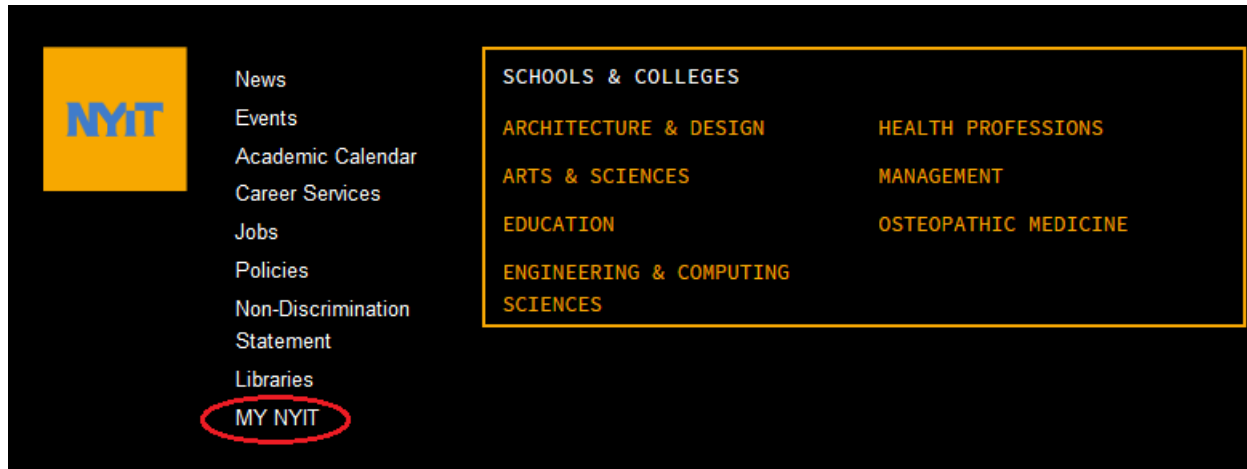 NYiT
News
Events
Academic Calendar
Career Services
Jobs
Policies
Non-Discrimination
Statement
Libraries
MY NYIT
SCHOOLS & COLLEGES
ARCHITECTURE & DESIGN
ARTS & SCIENCES
EDUCATION
ENGINEERING & COMPUTING
SCIENCES
HEALTH PROFESSIONS
MANAGEMENT
OSTEOPATHIC MEDICINE